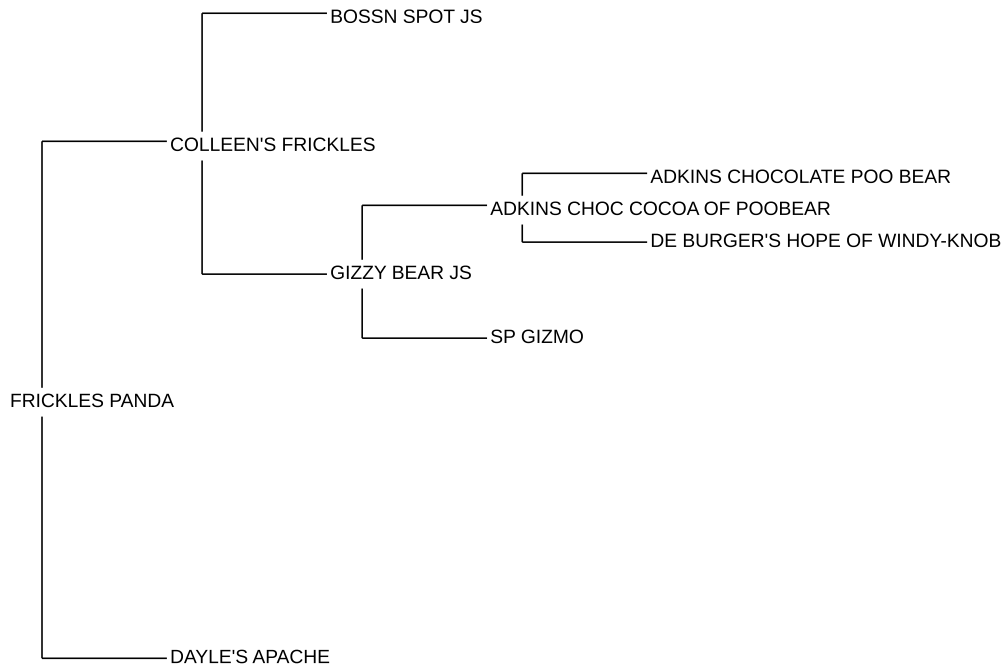 BOSSN SPOT JS
COLLEEN'S FRICKLES
ADKINS CHOCOLATE POO BEAR
ADKINS CHOC COCOA OF POOBEAR
DE BURGER'S HOPE OF WINDY-KNOB
GIZZY BEAR JS
SP GIZMO
FRICKLES PANDA
DAYLE'S APACHE